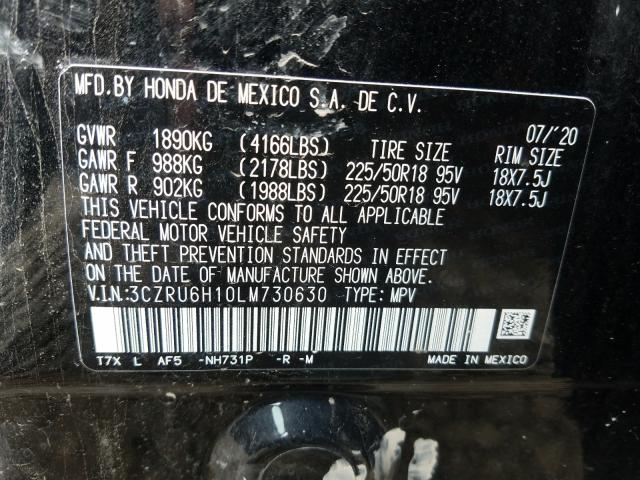 MFD.BY HONDA DE MEXICO S.A. DE C.V.
07/'20
GVWR 1890KG (4166LBS) TIRE SIZE RIM SIZE
GAWR F 988KG (2178LBS) 225/50R18 95V 18X7.5J
GAWR R 902KG (1988LBS) 225/50R18 95V 18X7.5J
THIS VEHICLE CONFORMS TO ALL APPLICABLE
FEDERAL MOTOR VEHICLE SAFETY
AND THEFT PREVENTION STANDARDS IN EFFECT
ON THE DATE OF MANUFACTURE SHOWN ABOVE.
V.I.N:3CZRU6H10LM730630 TYPE: MPV
T7X L AF5 -NH731P -R -M MADE IN MEXICO